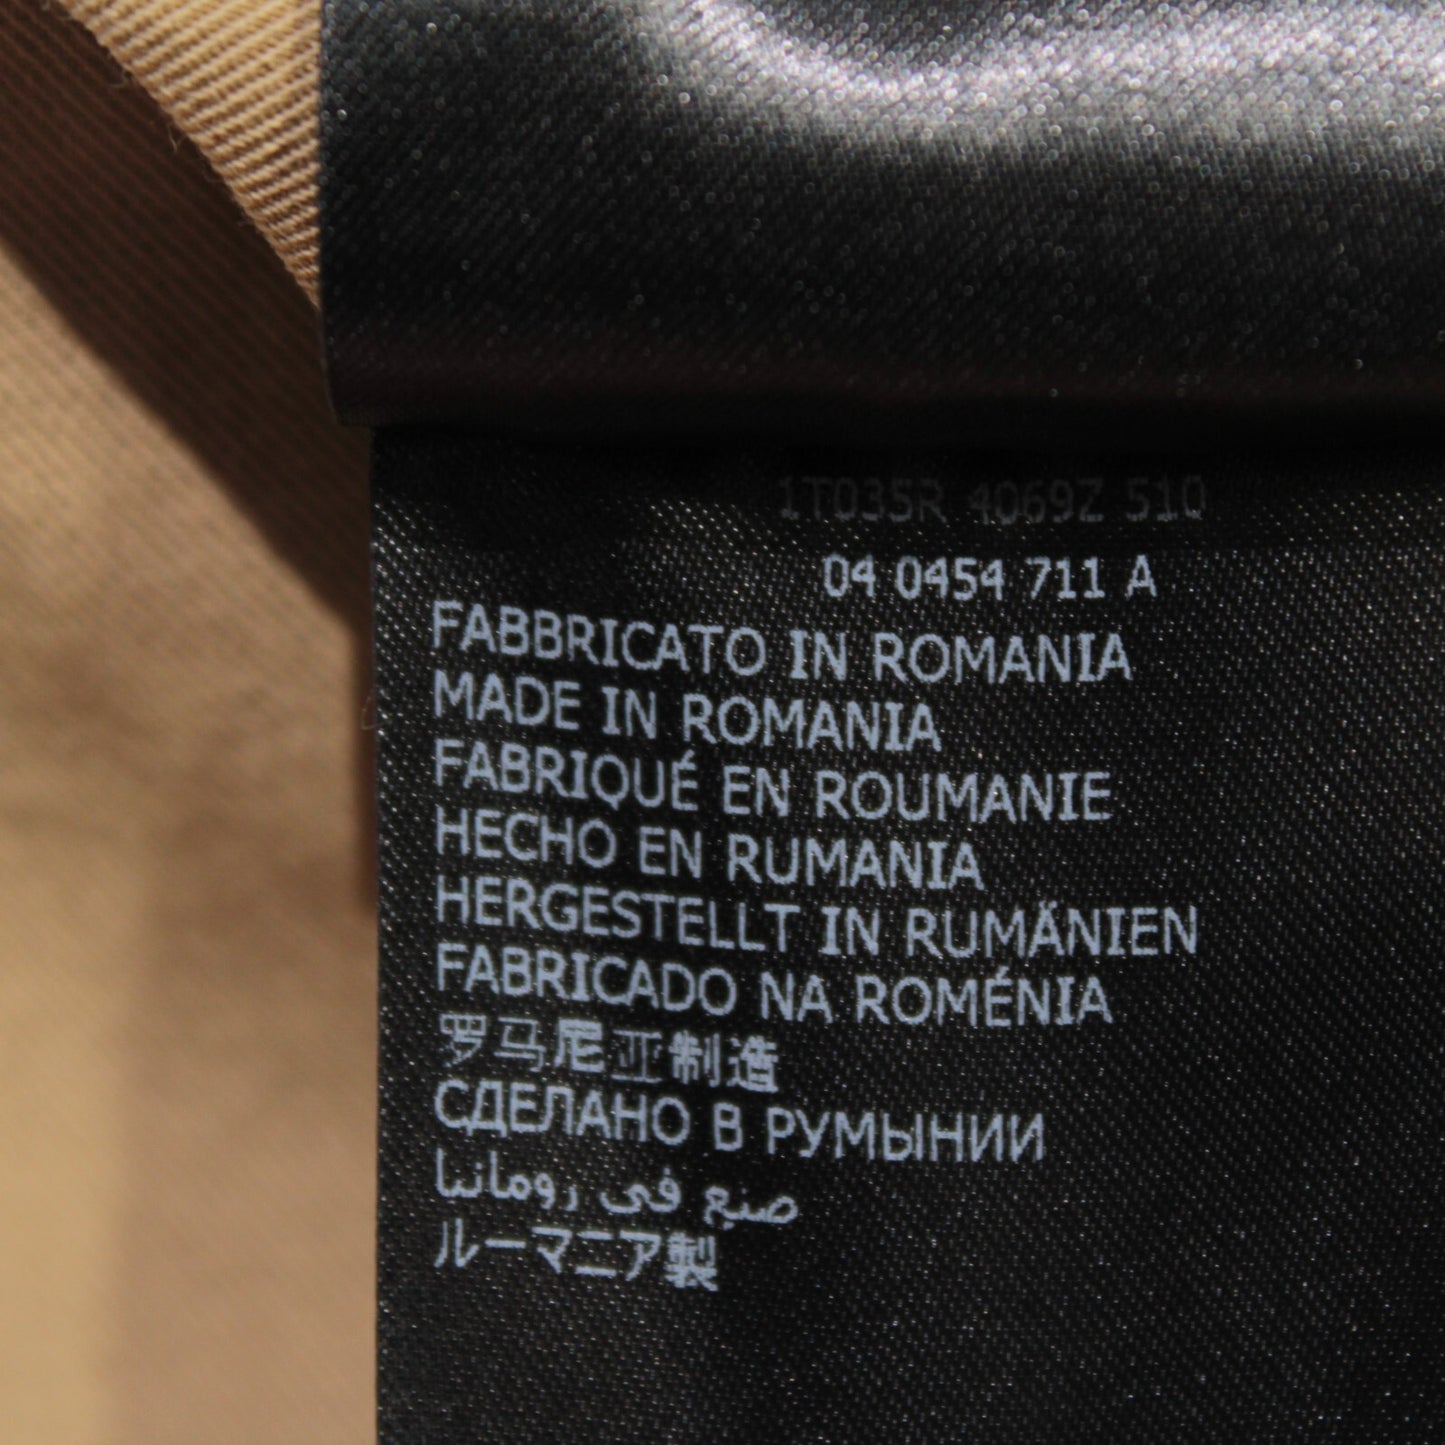 1T035R 4069Z 510
04 0454 711 A
FABBRICATO IN ROMANIA
MADE IN ROMANIA
FABRIQUÉ EN ROUMANIE
HECHO EN RUMANIA
HERGESTELLT IN RUMÄNIEN
FABRICADO NA ROMÉNIA
罗马尼亚制造
СДЕЛАНО В РУМЫНИИ
صنع في رومانيا
ルーマニア製